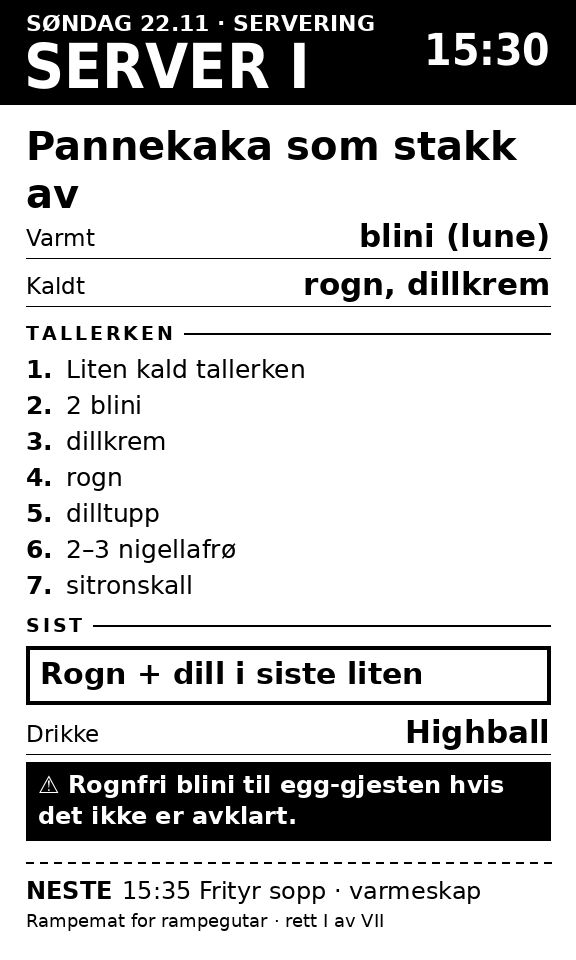 SØNDAG 22.11 · SERVERING
SERVER I
15:30
Pannekaka som stakk
av
Varmt blini (lune)
Kaldt rogn, dillkrem
TALLERKEN
1. Liten kald tallerken
2. 2 blini
3. dillkrem
4. rogn
5. dilltupp
6. 2–3 nigellafrø
7. sitronskall
SIST
Rogn + dill i siste liten
Drikke Highball
⚠ Rognfri blini til egg-gjesten hvis
det ikke er avklart.
NESTE 15:35 Frityr sopp · varmeskap
Rampemat for rampegutar · rett I av VII